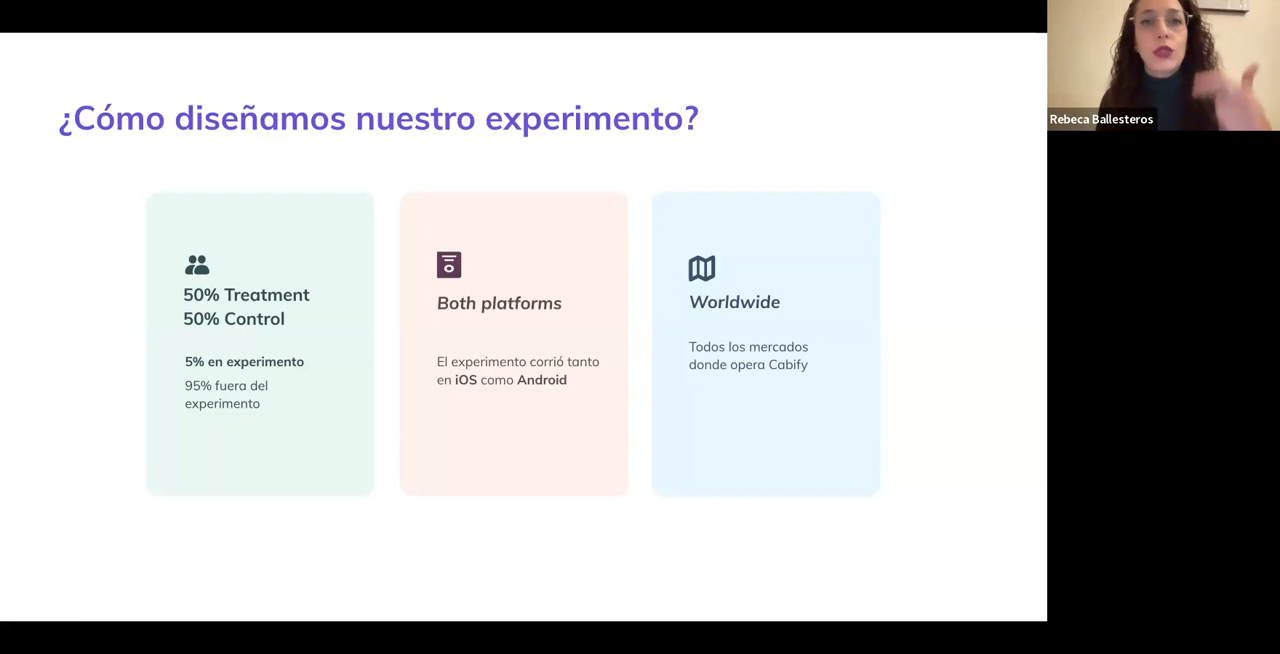 ¿Cómo diseñamos nuestro experimento?
50% Treatment
50% Control
5% en experimento
95% fuera del
experimento
Both platforms
El experimento corrió tanto
en iOS como Android
Worldwide
Todos los mercados
donde opera Cabify
Rebeca Ballesteros